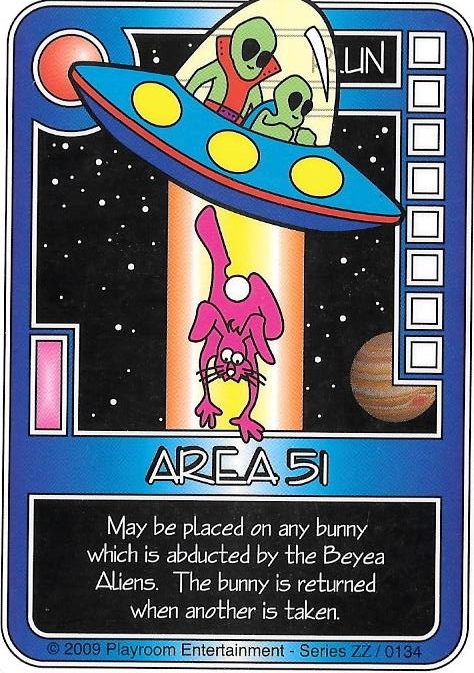 R.UN
AREA 51
May be placed on any bunny
which is abducted by the Beyea
Aliens. The bunny is returned
when another is taken.
© 2009 Playroom Entertainment - Series ZZ / 0134